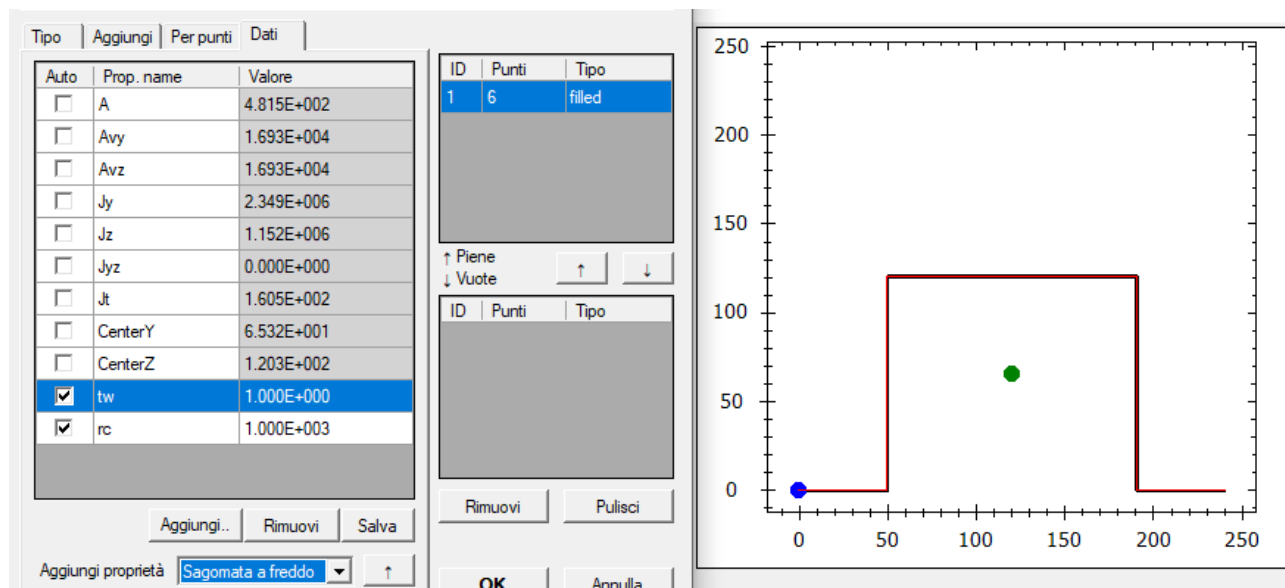 Tipo Aggiungi Per punti Dati
Auto Prop. name Valore
A 4.815E+002
Avy 1.693E+004
Avz 1.693E+004
Jy 2.349E+006
Jz 1.152E+006
Jyz 0.000E+000
Jt 1.605E+002
CenterY 6.532E+001
CenterZ 1.203E+002
tw 1.000E+000
rc 1.000E+003
Aggiungi.. Rimuovi Salva
Aggiungi proprietà Sagomata a freddo ↑
ID Punti Tipo
1 6 filled
↑ Piene
↓ Vuote
↑ ↓
ID Punti Tipo
Rimuovi Pulisci
OK Annulla
250
200
150
100
50
0
0 50 100 150 200 250